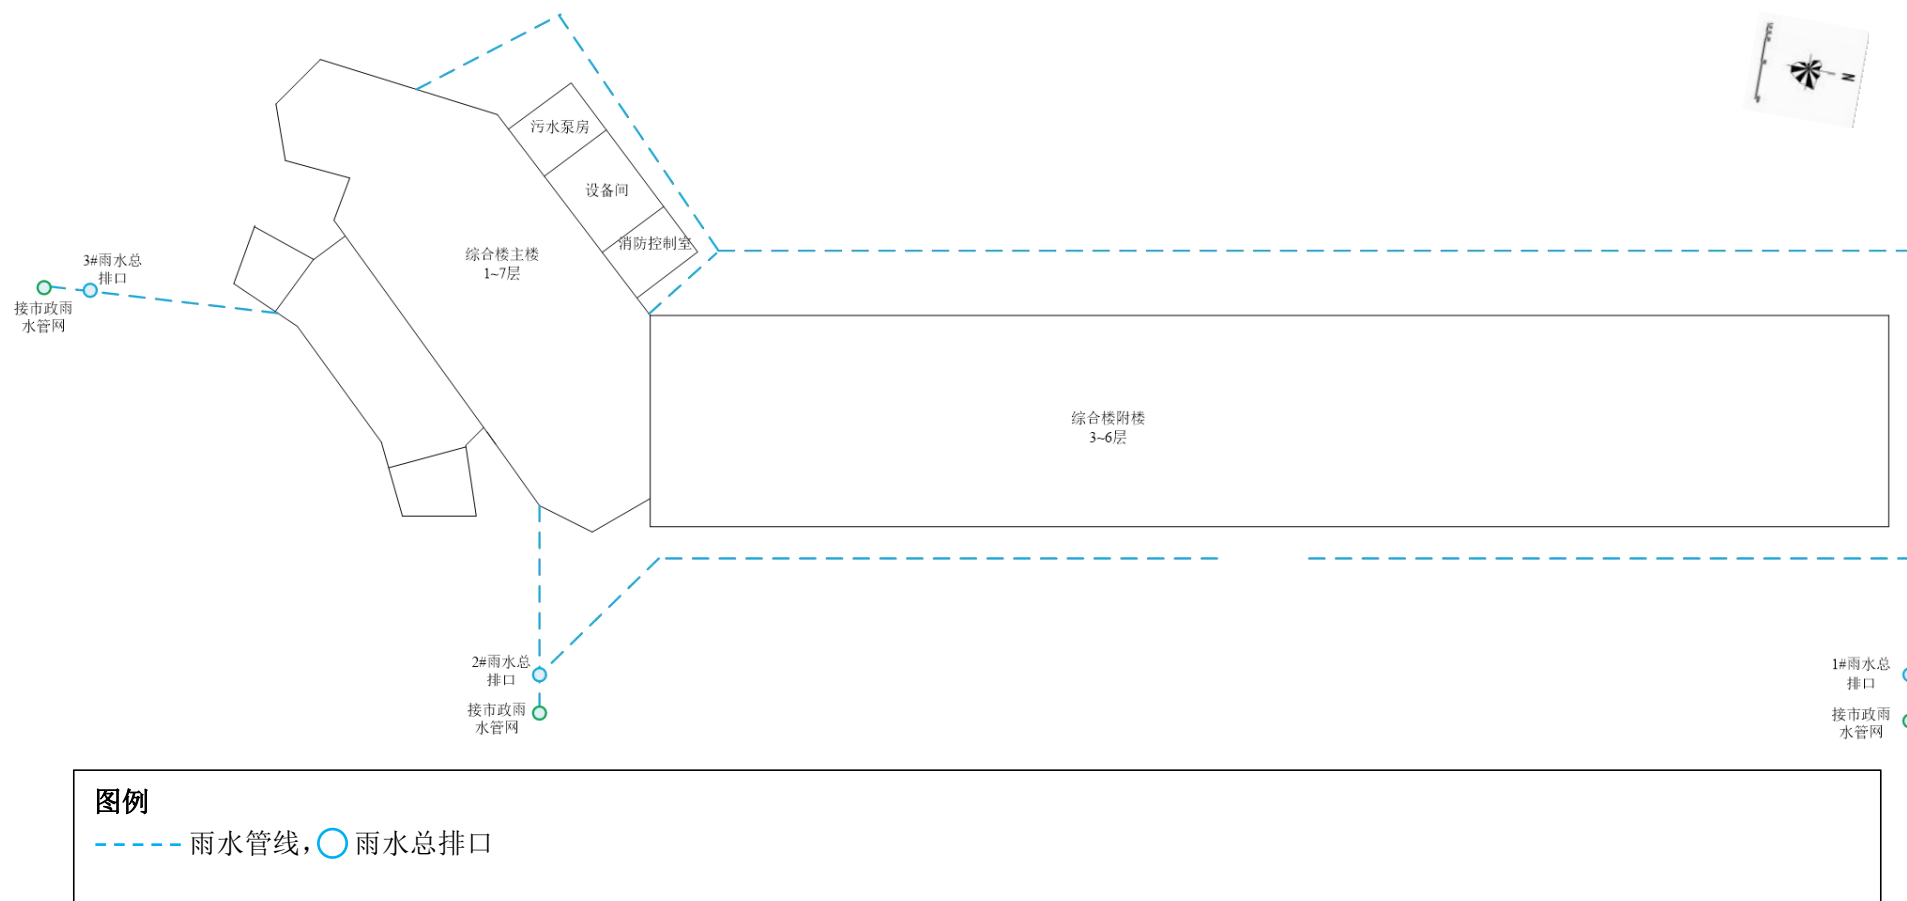 污水泵房
设备间
消防控制室
综合楼主楼
1~7层
3#雨水总
排口
接市政雨
水管网
综合楼附楼
3~6层
2#雨水总
排口
接市政雨
水管网
1#雨水总
排口
接市政雨
水管网
N
图例
雨水管线，
雨水总排口